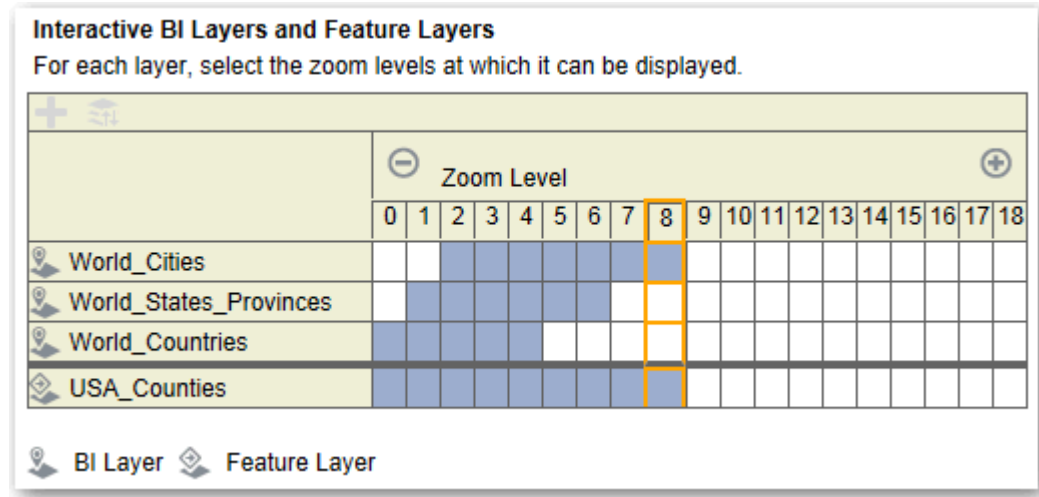 Interactive BI Layers and Feature Layers
For each layer, select the zoom levels at which it can be displayed.
Zoom Level
0 1 2 3 4 5 6 7 8 9 10 11 12 13 14 15 16 17 18
World_Cities
World_States_Provinces
World_Countries
USA_Counties
BI Layer Feature Layer